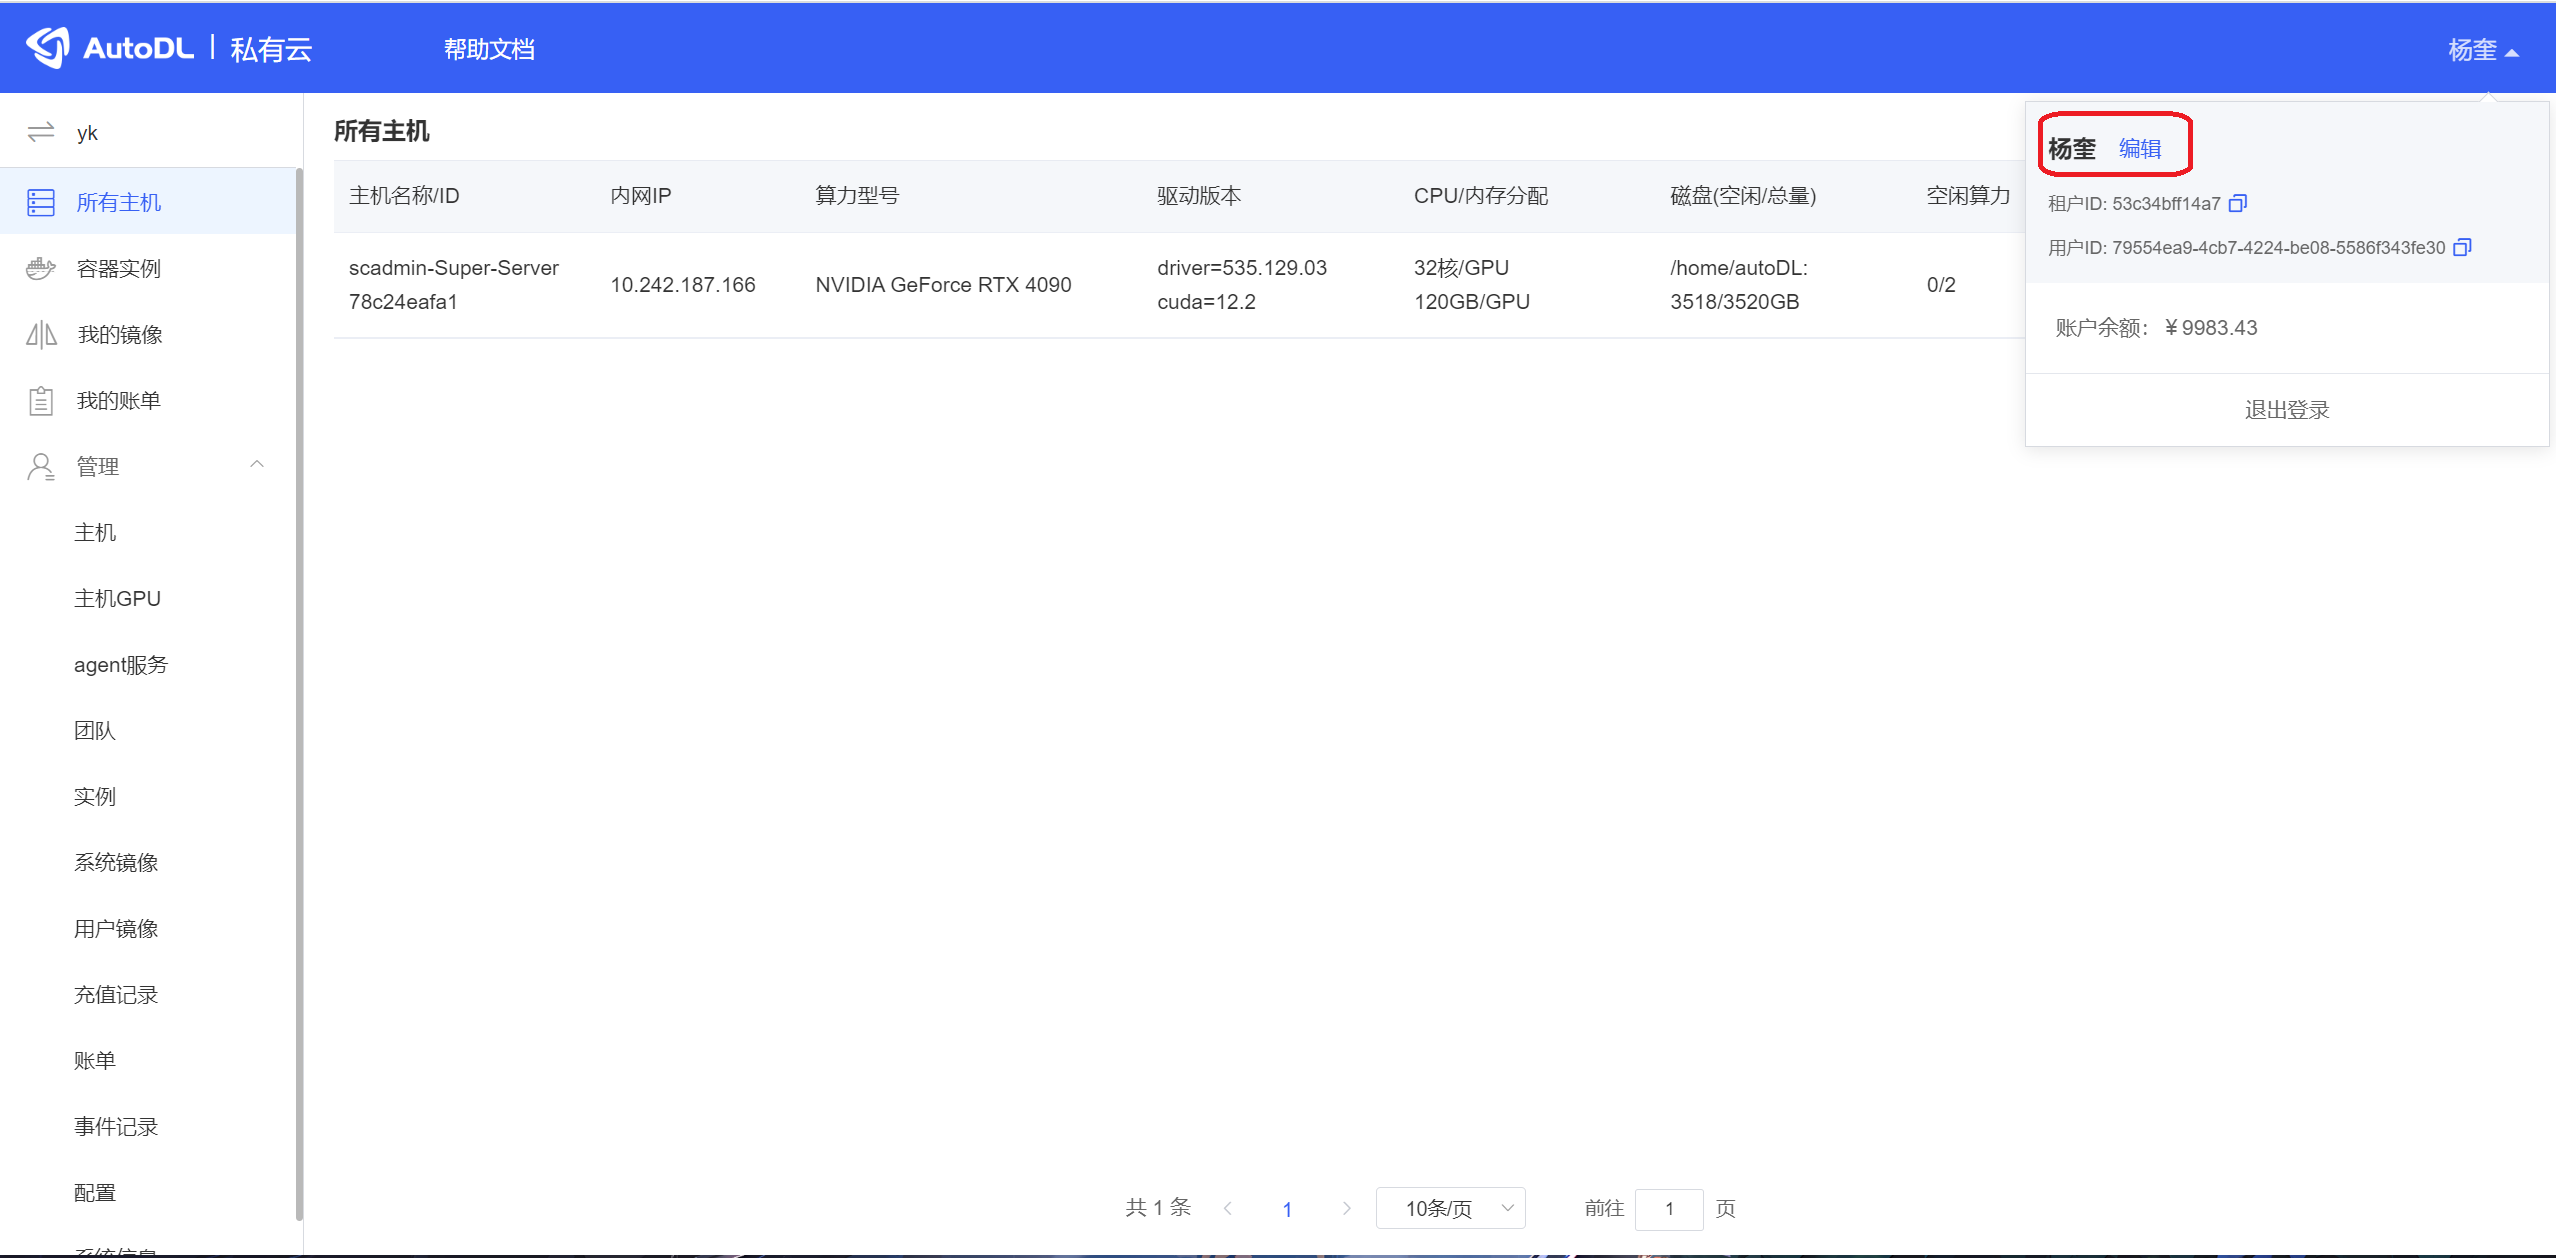 AutoDL | 私有云
帮助文档
杨奎
yk
所有主机
容器实例
我的镜像
我的账单
管理
主机
主机GPU
agent服务
团队
实例
系统镜像
用户镜像
充值记录
账单
事件记录
配置
系统信息
所有主机
主机名称/ID 内网IP 算力型号 驱动版本 CPU/内存分配 磁盘(空闲/总量) 空闲算力
scadmin-Super-Server
78c24eafa1
10.242.187.166
NVIDIA GeForce RTX 4090
driver=535.129.03
cuda=12.2
32核/GPU
120GB/GPU
/home/autoDL:
3518/3520GB
0/2
杨奎 编辑
租户ID: 53c34bff14a7
用户ID: 79554ea9-4cb7-4224-be08-5586f343fe30
账户余额: ¥9983.43
退出登录
共 1 条 1 10条/页 前往 1 页